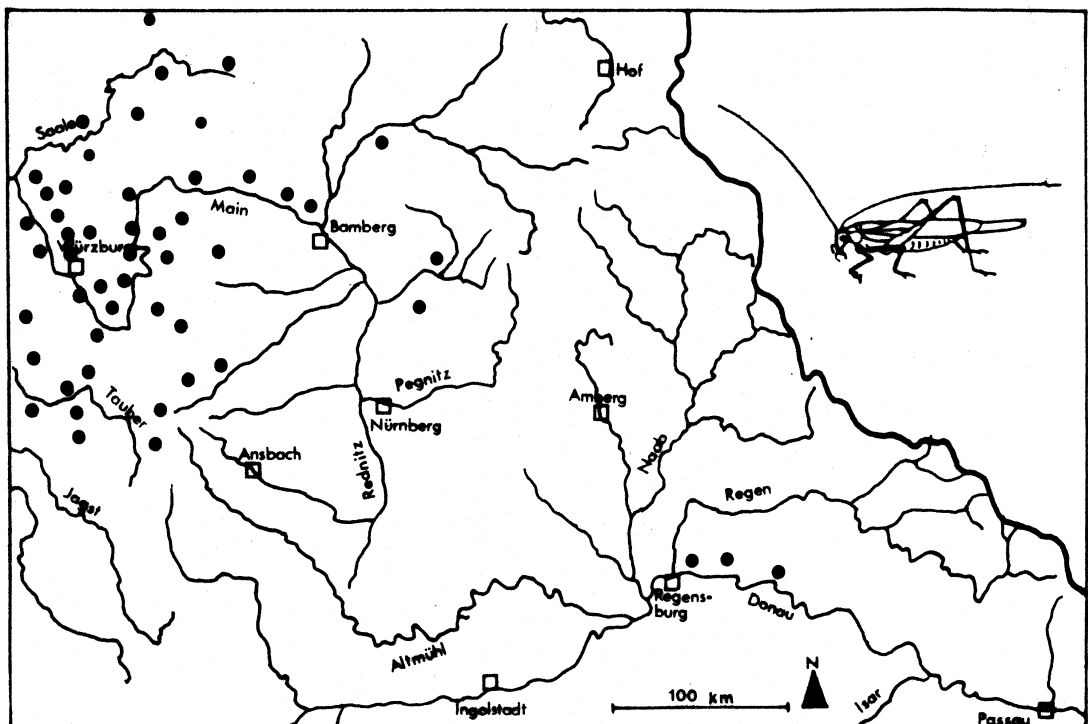 Hof
Saale
Main
Bamberg
Würzburg
Pegnitz
Nürnberg
Amberg
Tauber
Ansbach
Rednitz
Naab
Jagst
Regen
Regens-
burg
Donau
Altmühl
Ingolstadt
100 km
N
Isar
Passau